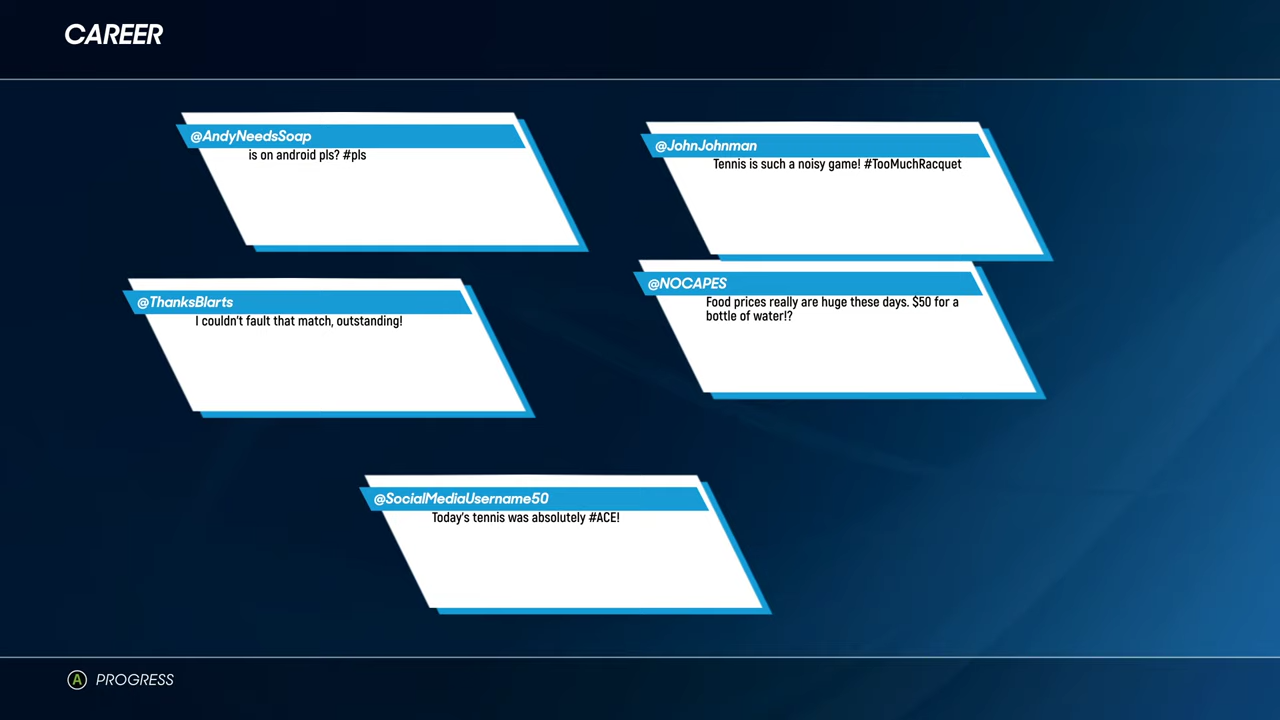 CAREER
@AndyNeedsSoap
is on android pls? #pls
@JohnJohnman
Tennis is such a noisy game! #TooMuchRacquet
@ThanksBlarts
I couldn't fault that match, outstanding!
@NOCAPES
Food prices really are huge these days. $50 for a
bottle of water!?
@SocialMediaUsername50
Today's tennis was absolutely #ACE!
A PROGRESS